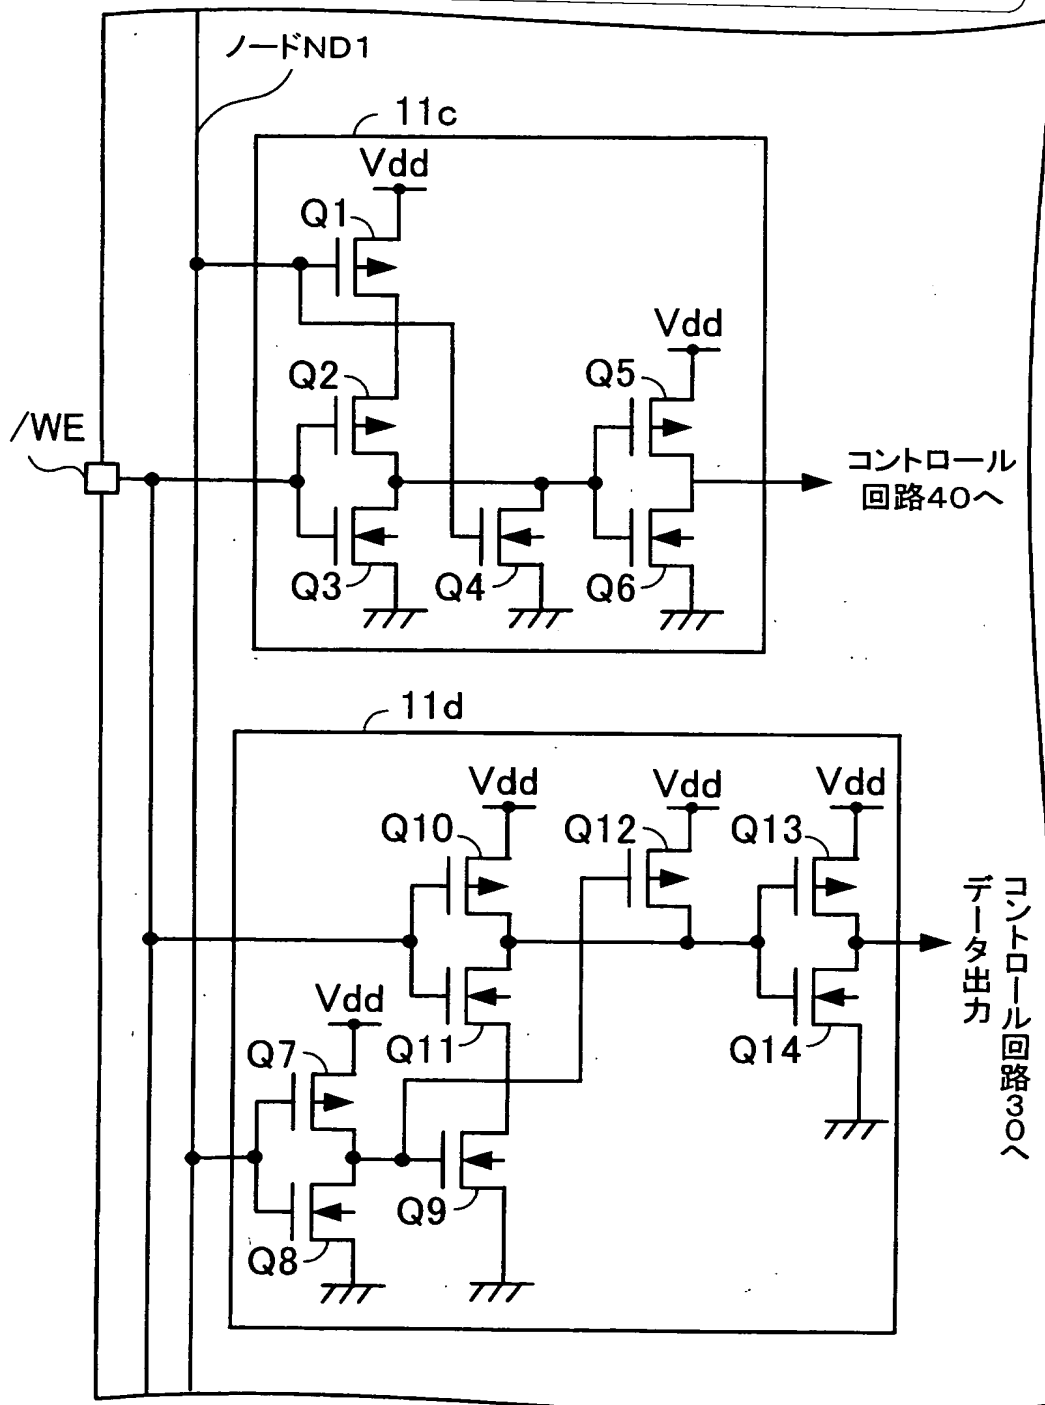 ノードND1
11c
Vdd
Q1
Vdd
Q2
Q5
/WE
コントロール
回路40へ
Q3
Q4
Q6
11d
Vdd
Vdd
Vdd
Q10
Q12
Q13
コントロール回路30へ
データ出力
Vdd
Q11
Q14
Q7
Q9
Q8